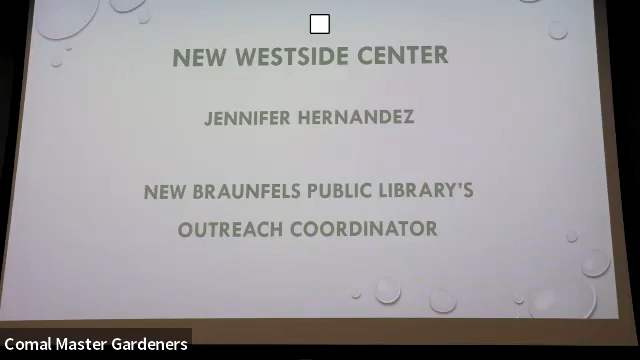 NEW WESTSIDE CENTER
JENNIFER HERNANDEZ
NEW BRAUNFELS PUBLIC LIBRARY'S
OUTREACH COORDINATOR
Comal Master Gardeners